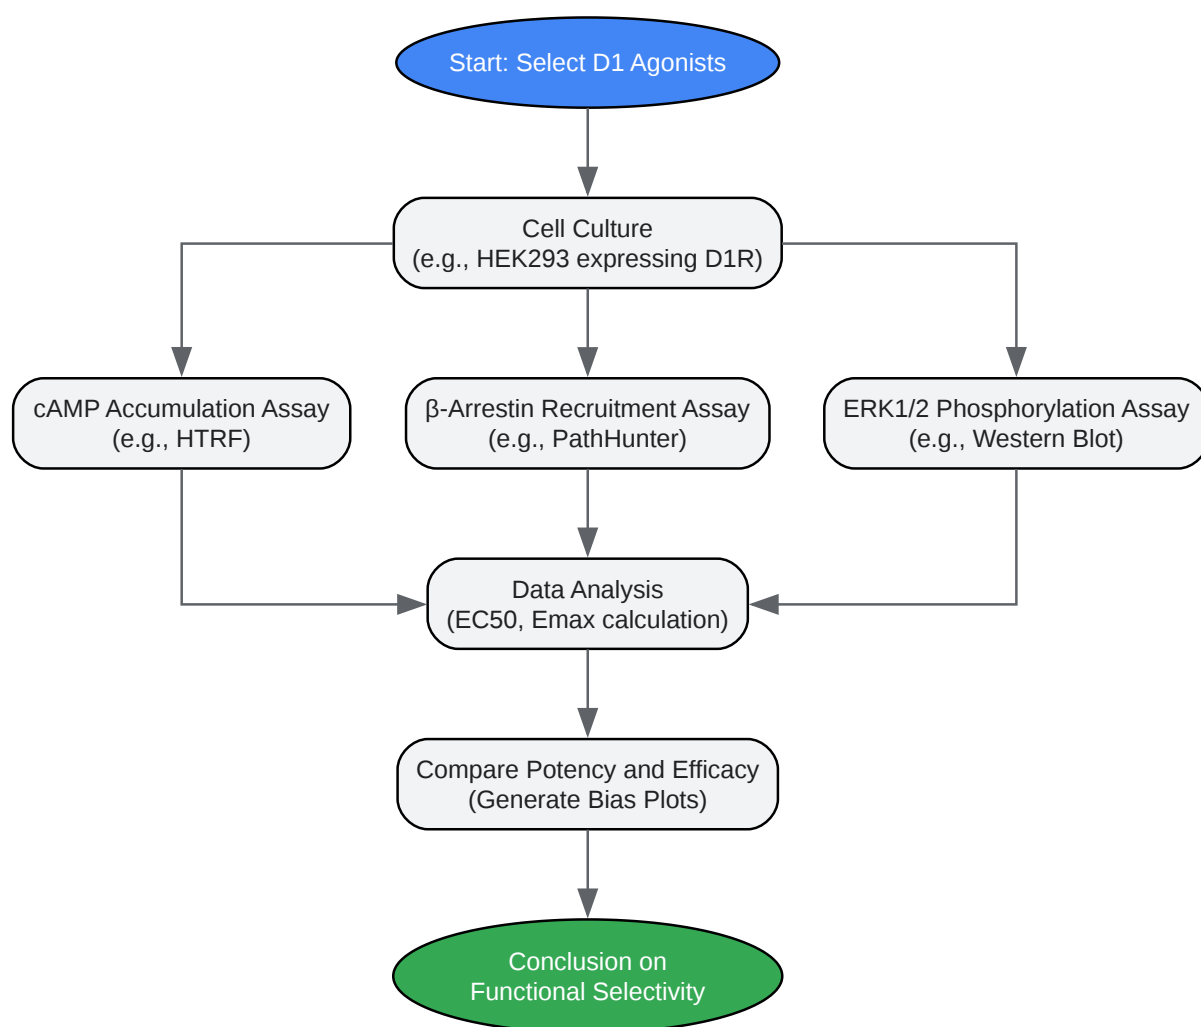 Start: Select D1 Agonists
Cell Culture
(e.g., HEK293 expressing D1R)
cAMP Accumulation Assay
(e.g., HTRF)
β-Arrestin Recruitment Assay
(e.g., PathHunter)
ERK1/2 Phosphorylation Assay
(e.g., Western Blot)
Data Analysis
(EC50, Emax calculation)
Compare Potency and Efficacy
(Generate Bias Plots)
Conclusion on
Functional Selectivity